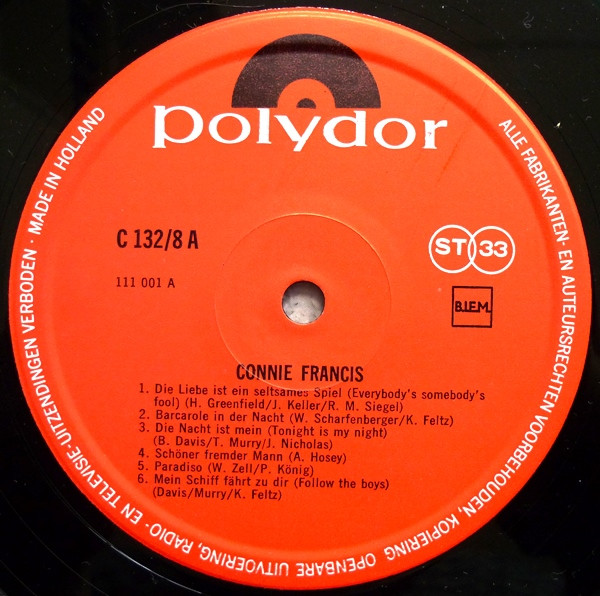 polydor
C 132/8 A
111 001 A
ST 33
B.I.E.M.
CONNIE FRANCIS
1. Die Liebe ist ein seltsames Spiel (Everybody's somebody's
fool) (H. Greenfield/J. Keller/R. M. Siegel)
2. Barcarole in der Nacht (W. Scharfenberger/K. Feltz)
3. Die Nacht ist mein (Tonight is my night)
(B. Davis/T. Murry/J. Nicholas)
4. Schöner fremder Mann (A. Hosey)
5. Paradiso (W. Zell/P. König)
6. Mein Schiff fährt zu dir (Follow the boys)
(Davis/Murry/K. Feltz)
ALLE FABRIKANTEN- EN AUTEURSRECHTEN VOORBEHOUDEN, KOPIERING OPENBARE UITVOERING, RADIO- EN TELEVISIE-UITZENDINGEN VERBODEN · MADE IN HOLLAND